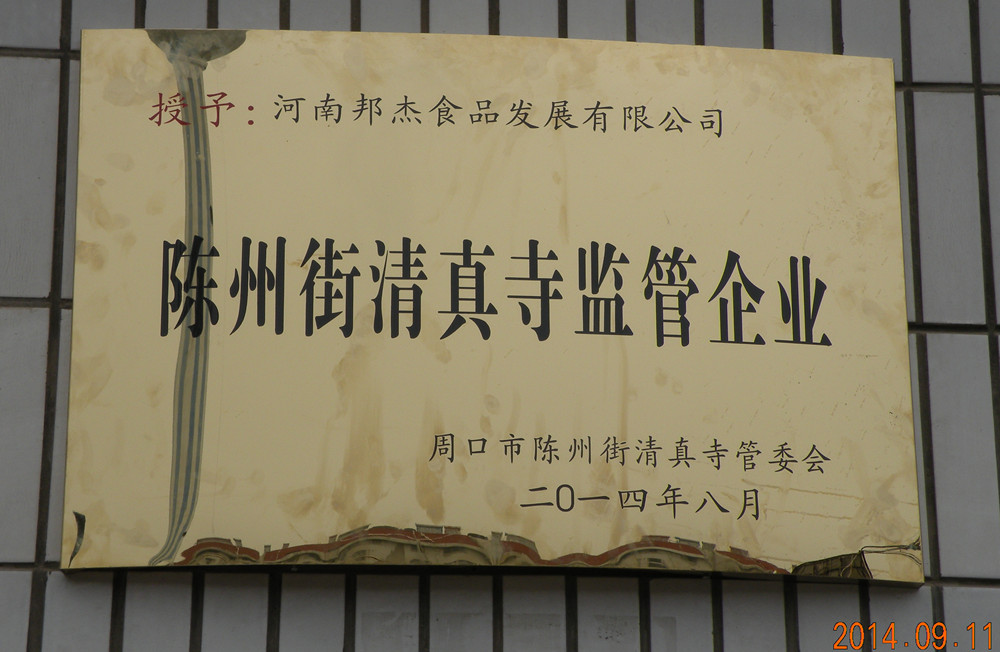 授予：河南邦杰食品发展有限公司
陈州街清真寺监管企业
周口市陈州街清真寺管委会
二〇一四年八月
2014.09.11